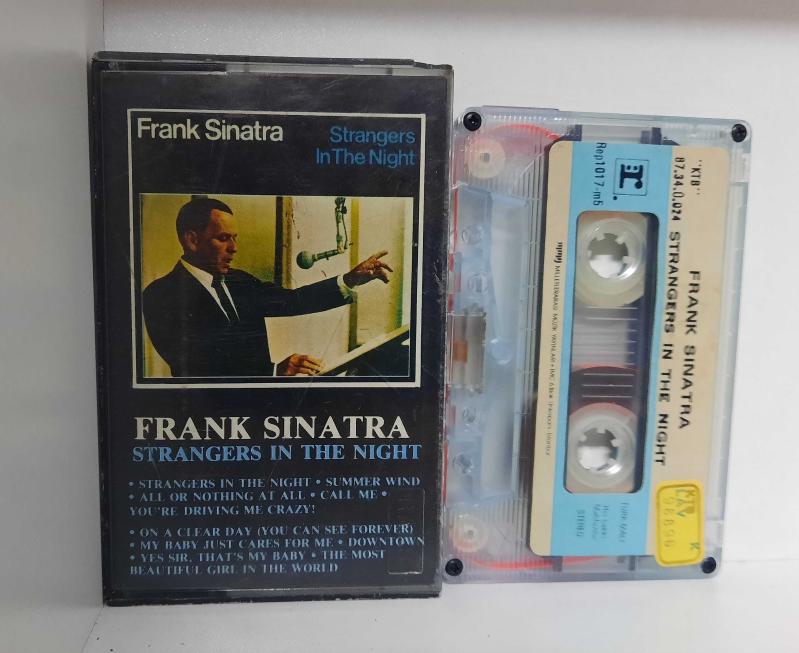 Frank Sinatra
Strangers
In The Night
FRANK SINATRA
STRANGERS IN THE NIGHT
• STRANGERS IN THE NIGHT • SUMMER WIND
• ALL OR NOTHING AT ALL • CALL ME •
YOU'RE DRIVING ME CRAZY!
• ON A CLEAR DAY (YOU CAN SEE FOREVER)
• MY BABY JUST CARES FOR ME • DOWNTOWN
• YES SIR, THAT'S MY BABY • THE MOST
BEAUTIFUL GIRL IN THE WORLD
FRANK SINATRA
"KTB"
87.34.0.024 STRANGERS IN THE NIGHT
r
Rep1017-m5
STEREO
K
98896